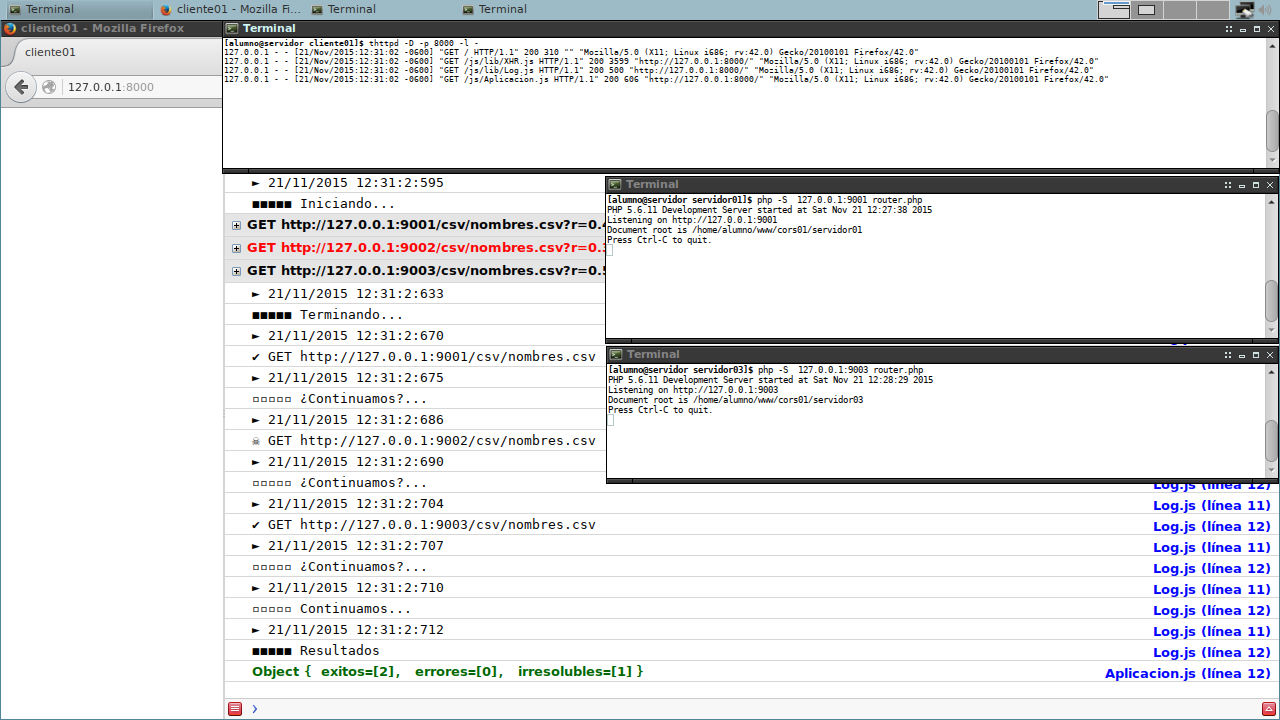 Terminal
cliente01 - Mozilla Fi...
Terminal
Terminal
cliente01 - Mozilla Firefox
cliente01
127.0.0.1:8000
Terminal
[alumno@servidor cliente01]$ thttpd -D -p 8000 -l -
127.0.0.1 - - [21/Nov/2015:12:31:02 -0600] "GET / HTTP/1.1" 200 310 "" "Mozilla/5.0 (X11; Linux i686; rv:42.0) Gecko/20100101 Firefox/42.0"
127.0.0.1 - - [21/Nov/2015:12:31:02 -0600] "GET /js/lib/XHR.js HTTP/1.1" 200 3599 "http://127.0.0.1:8000/" "Mozilla/5.0 (X11; Linux i686; rv:42.0) Gecko/20100101 Firefox/42.0"
127.0.0.1 - - [21/Nov/2015:12:31:02 -0600] "GET /js/lib/Log.js HTTP/1.1" 200 500 "http://127.0.0.1:8000/" "Mozilla/5.0 (X11; Linux i686; rv:42.0) Gecko/20100101 Firefox/42.0"
127.0.0.1 - - [21/Nov/2015:12:31:02 -0600] "GET /js/Aplicacion.js HTTP/1.1" 200 606 "http://127.0.0.1:8000/" "Mozilla/5.0 (X11; Linux i686; rv:42.0) Gecko/20100101 Firefox/42.0"
Terminal
[alumno@servidor servidor01]$ php -S  127.0.0.1:9001 router.php
PHP 5.6.11 Development Server started at Sat Nov 21 12:27:38 2015
Listening on http://127.0.0.1:9001
Document root is /home/alumno/www/cors01/servidor01
Press Ctrl-C to quit.
Terminal
[alumno@servidor servidor03]$ php -S  127.0.0.1:9003 router.php
PHP 5.6.11 Development Server started at Sat Nov 21 12:28:29 2015
Listening on http://127.0.0.1:9003
Document root is /home/alumno/www/cors01/servidor03
Press Ctrl-C to quit.
► 21/11/2015 12:31:2:595
■■■■■ Iniciando...
GET http://127.0.0.1:9001/csv/nombres.csv?r=0.
GET http://127.0.0.1:9002/csv/nombres.csv?r=0.
GET http://127.0.0.1:9003/csv/nombres.csv?r=0.
► 21/11/2015 12:31:2:633
■■■■■ Terminando...
► 21/11/2015 12:31:2:670
✔ GET http://127.0.0.1:9001/csv/nombres.csv
► 21/11/2015 12:31:2:675
▫▫▫▫▫ ¿Continuamos?...
► 21/11/2015 12:31:2:686
☠ GET http://127.0.0.1:9002/csv/nombres.csv
► 21/11/2015 12:31:2:690
▫▫▫▫▫ ¿Continuamos?... Log.js (línea 12)
► 21/11/2015 12:31:2:704 Log.js (línea 11)
✔ GET http://127.0.0.1:9003/csv/nombres.csv Log.js (línea 12)
► 21/11/2015 12:31:2:707 Log.js (línea 11)
▫▫▫▫▫ ¿Continuamos?... Log.js (línea 12)
► 21/11/2015 12:31:2:710 Log.js (línea 11)
▫▫▫▫▫ Continuamos... Log.js (línea 12)
► 21/11/2015 12:31:2:712 Log.js (línea 11)
■■■■■ Resultados Log.js (línea 12)
Object { exitos=[2], errores=[0], irresolubles=[1] } Aplicacion.js (línea 12)